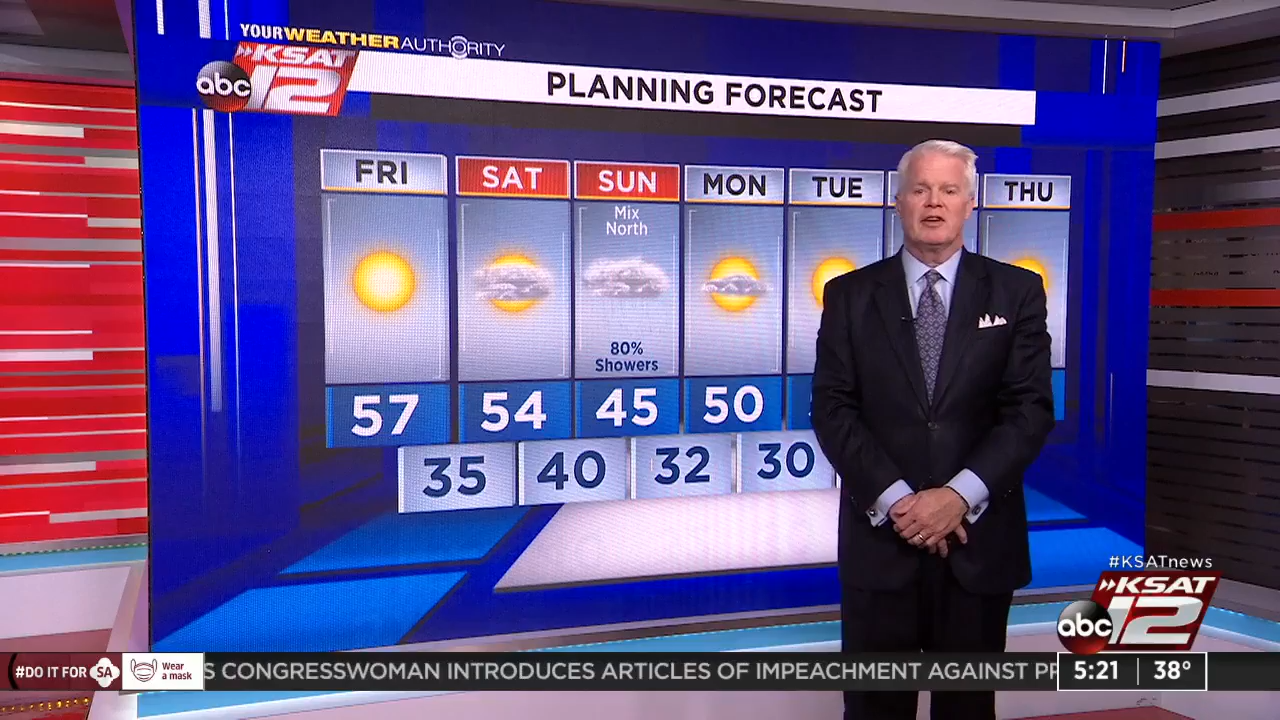 YOUR WEATHER AUTHORITY
KSAT
abc 12
PLANNING FORECAST
FRI
SAT
SUN
MON
TUE
THU
Mix
North
80%
Showers
57
54
45
50
35
40
32
30
#KSATnews
KSAT
abc 12
#DO IT FOR SA
Wear
a mask
S CONGRESSWOMAN INTRODUCES ARTICLES OF IMPEACHMENT AGAINST PR
5:21
38°